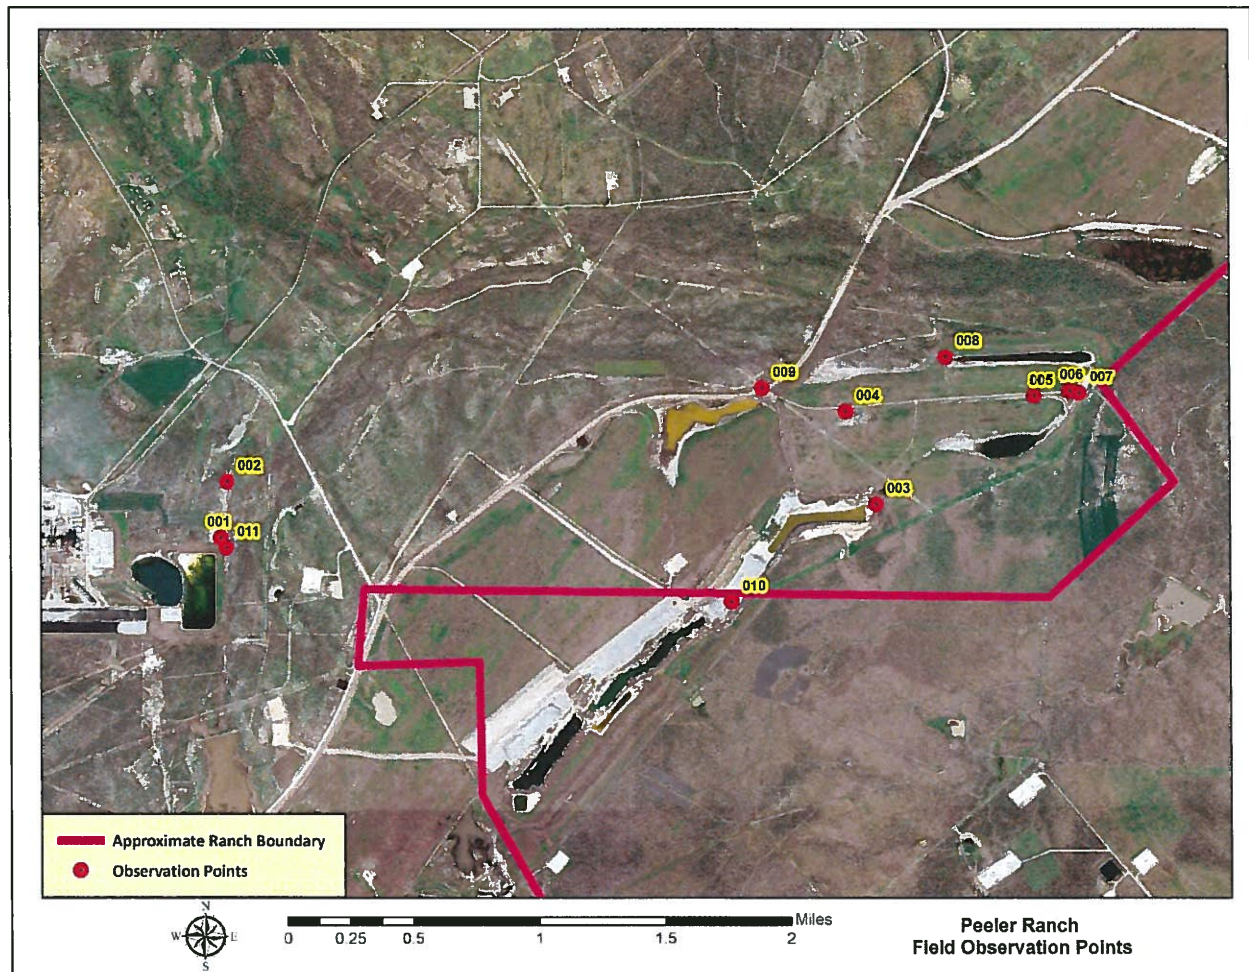 008
009
006
007
005
004
002
003
001
011
010
Approximate Ranch Boundary
Observation Points
N
W E
S
Miles
0 0.25 0.5 1 1.5 2
Peeler Ranch
Field Observation Points